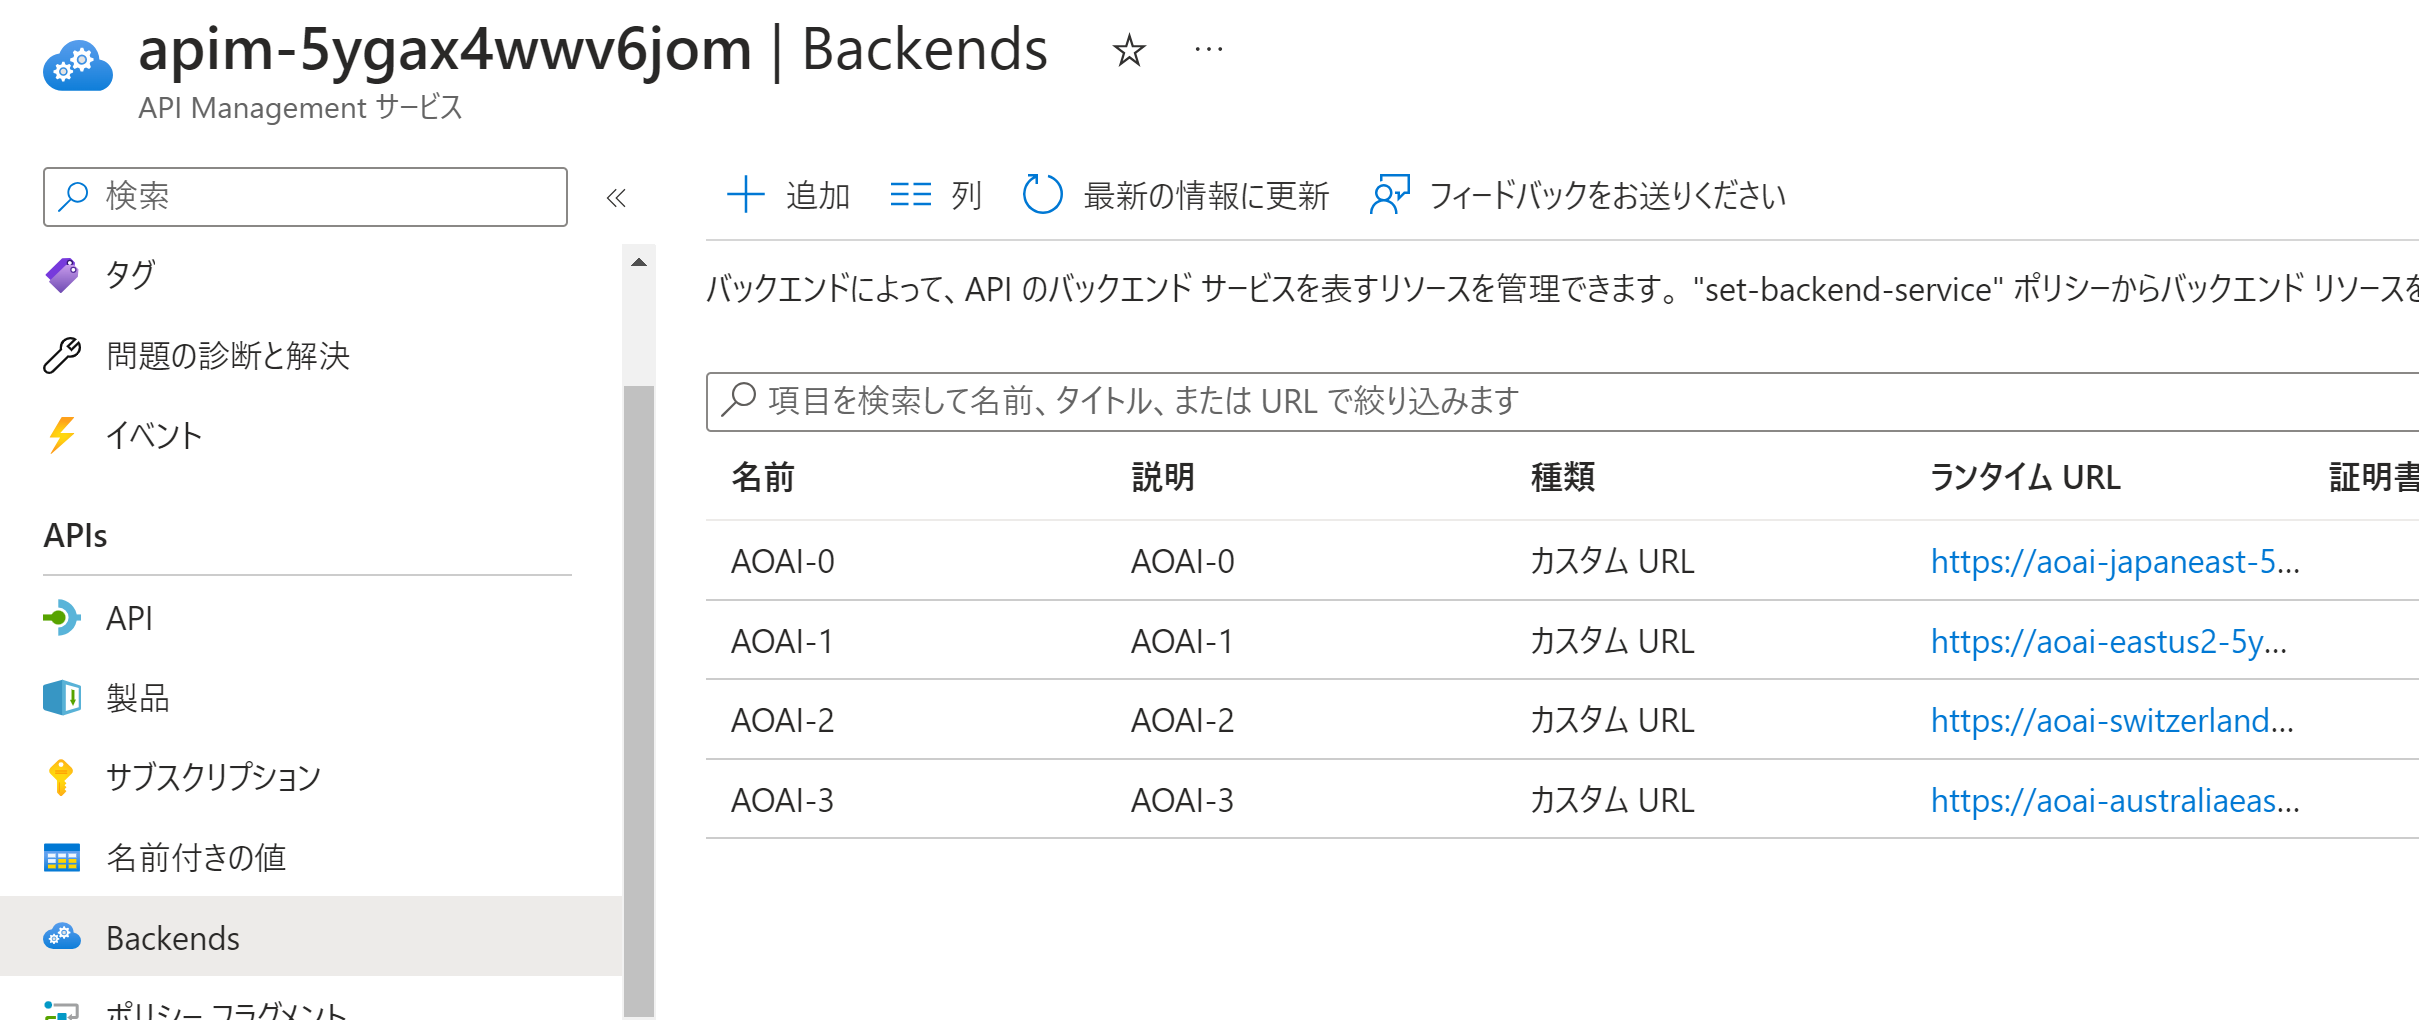 apim-5ygax4wwv6jom | Backends
API Management サービス
検索
タグ
問題の診断と解決
イベント
APIs
API
製品
サブスクリプション
名前付きの値
Backends
ポリシー フラグメント
追加 列 最新の情報に更新 フィードバックをお送りください
バックエンドによって、API のバックエンド サービスを表すリソースを管理できます。"set-backend-service" ポリシーからバックエンド リソースを
項目を検索して名前、タイトル、または URL で絞り込みます
名前 説明 種類 ランタイム URL 証明書
AOAI-0 AOAI-0 カスタム URL https://aoai-japaneast-5...
AOAI-1 AOAI-1 カスタム URL https://aoai-eastus2-5y...
AOAI-2 AOAI-2 カスタム URL https://aoai-switzerland...
AOAI-3 AOAI-3 カスタム URL https://aoai-australiaeas...